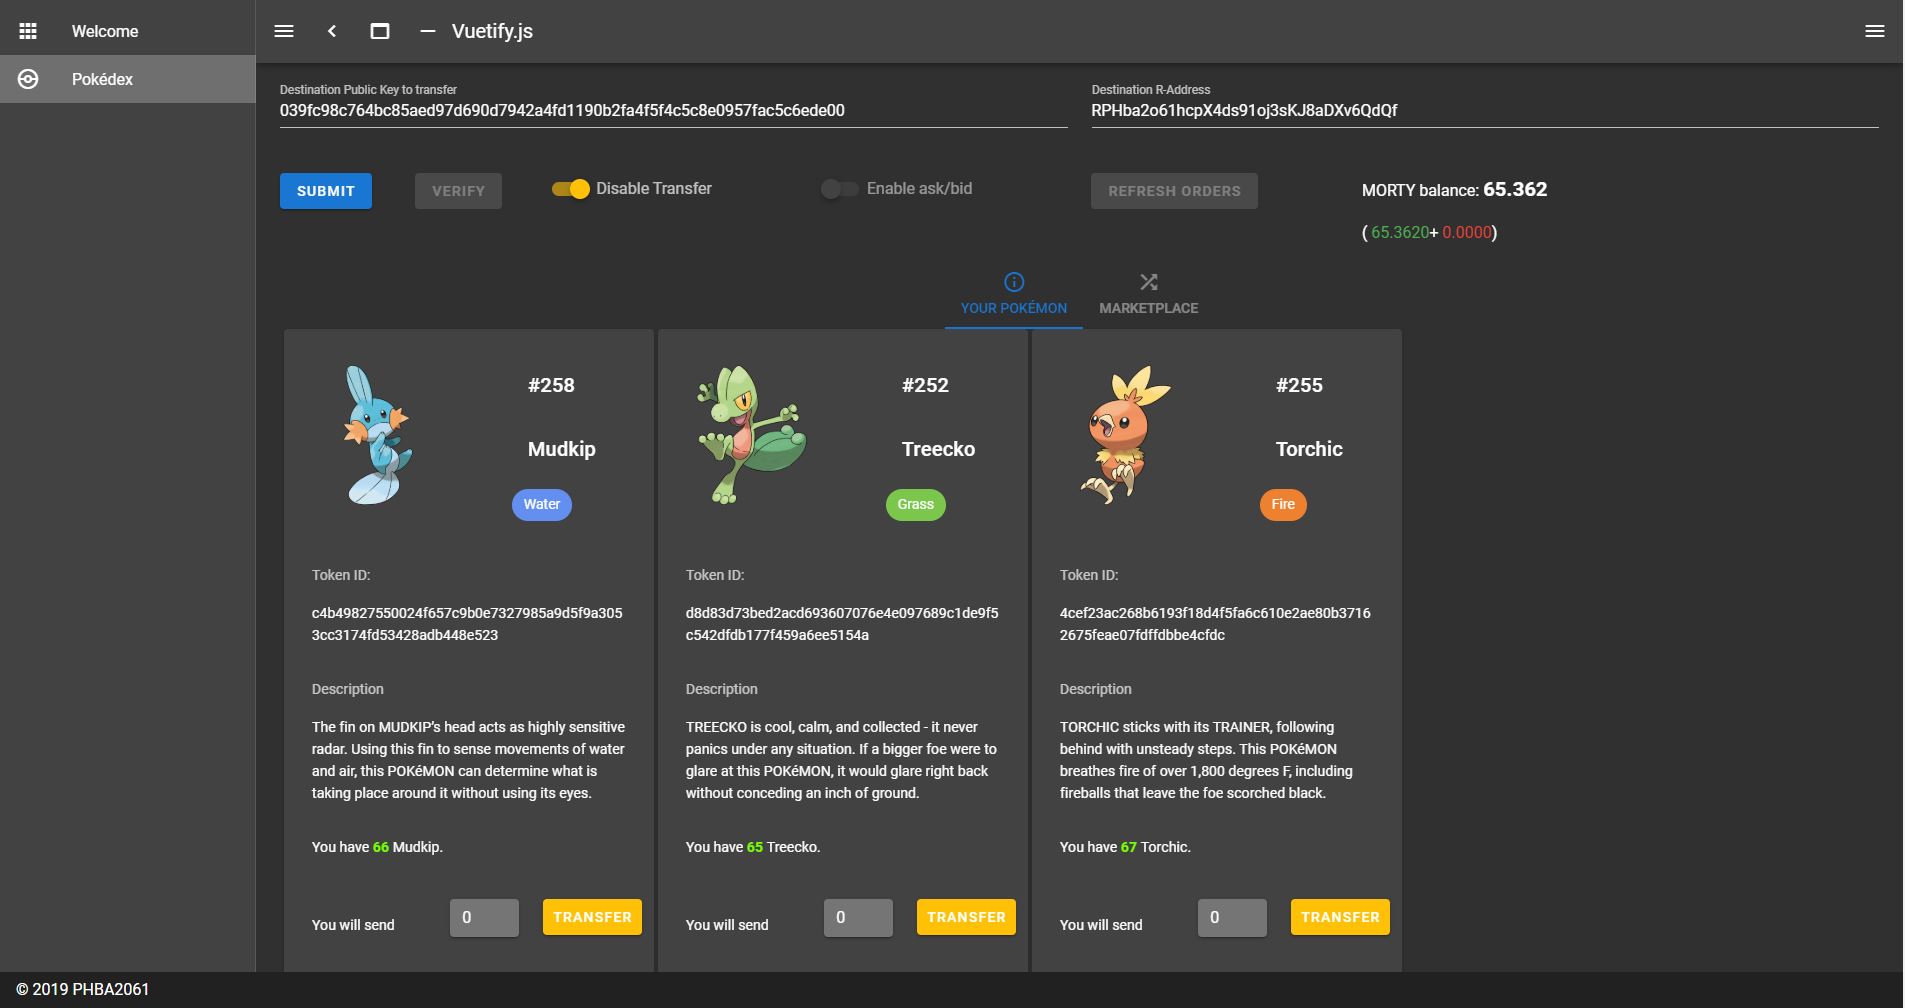 Welcome
Pokédex
Vuetify.js
Destination Public Key to transfer
039fc98c764bc85aed97d690d7942a4fd1190b2fa4f5f4c5c8e0957fac5c6ede00
Destination R-Address
RPHba2o61hcpX4ds91oj3sKJ8aDXv6QdQf
SUBMIT
VERIFY
Disable Transfer
Enable ask/bid
REFRESH ORDERS
MORTY balance: 65.362
( 65.3620+ 0.0000)
YOUR POKÉMON
MARKETPLACE
#258
Mudkip
Water
Token ID:
c4b49827550024f657c9b0e7327985a9d5f9a305
3cc3174fd53428adb448e523
Description
The fin on MUDKIP’s head acts as highly sensitive
radar. Using this fin to sense movements of water
and air, this POKéMON can determine what is
taking place around it without using its eyes.
You have 66 Mudkip.
You will send
0
TRANSFER
#252
Treecko
Grass
Token ID:
d8d83d73bed2acd693607076e4e097689c1de9f5
c542dfdb177f459a6ee5154a
Description
TREECKO is cool, calm, and collected - it never
panics under any situation. If a bigger foe were to
glare at this POKéMON, it would glare right back
without conceding an inch of ground.
You have 65 Treecko.
You will send
0
TRANSFER
#255
Torchic
Fire
Token ID:
4cef23ac268b6193f18d4f5fa6c610e2ae80b3716
2675feae07fdffdbbe4cfdc
Description
TORCHIC sticks with its TRAINER, following
behind with unsteady steps. This POKéMON
breathes fire of over 1,800 degrees F, including
fireballs that leave the foe scorched black.
You have 67 Torchic.
You will send
0
TRANSFER
© 2019 PHBA2061